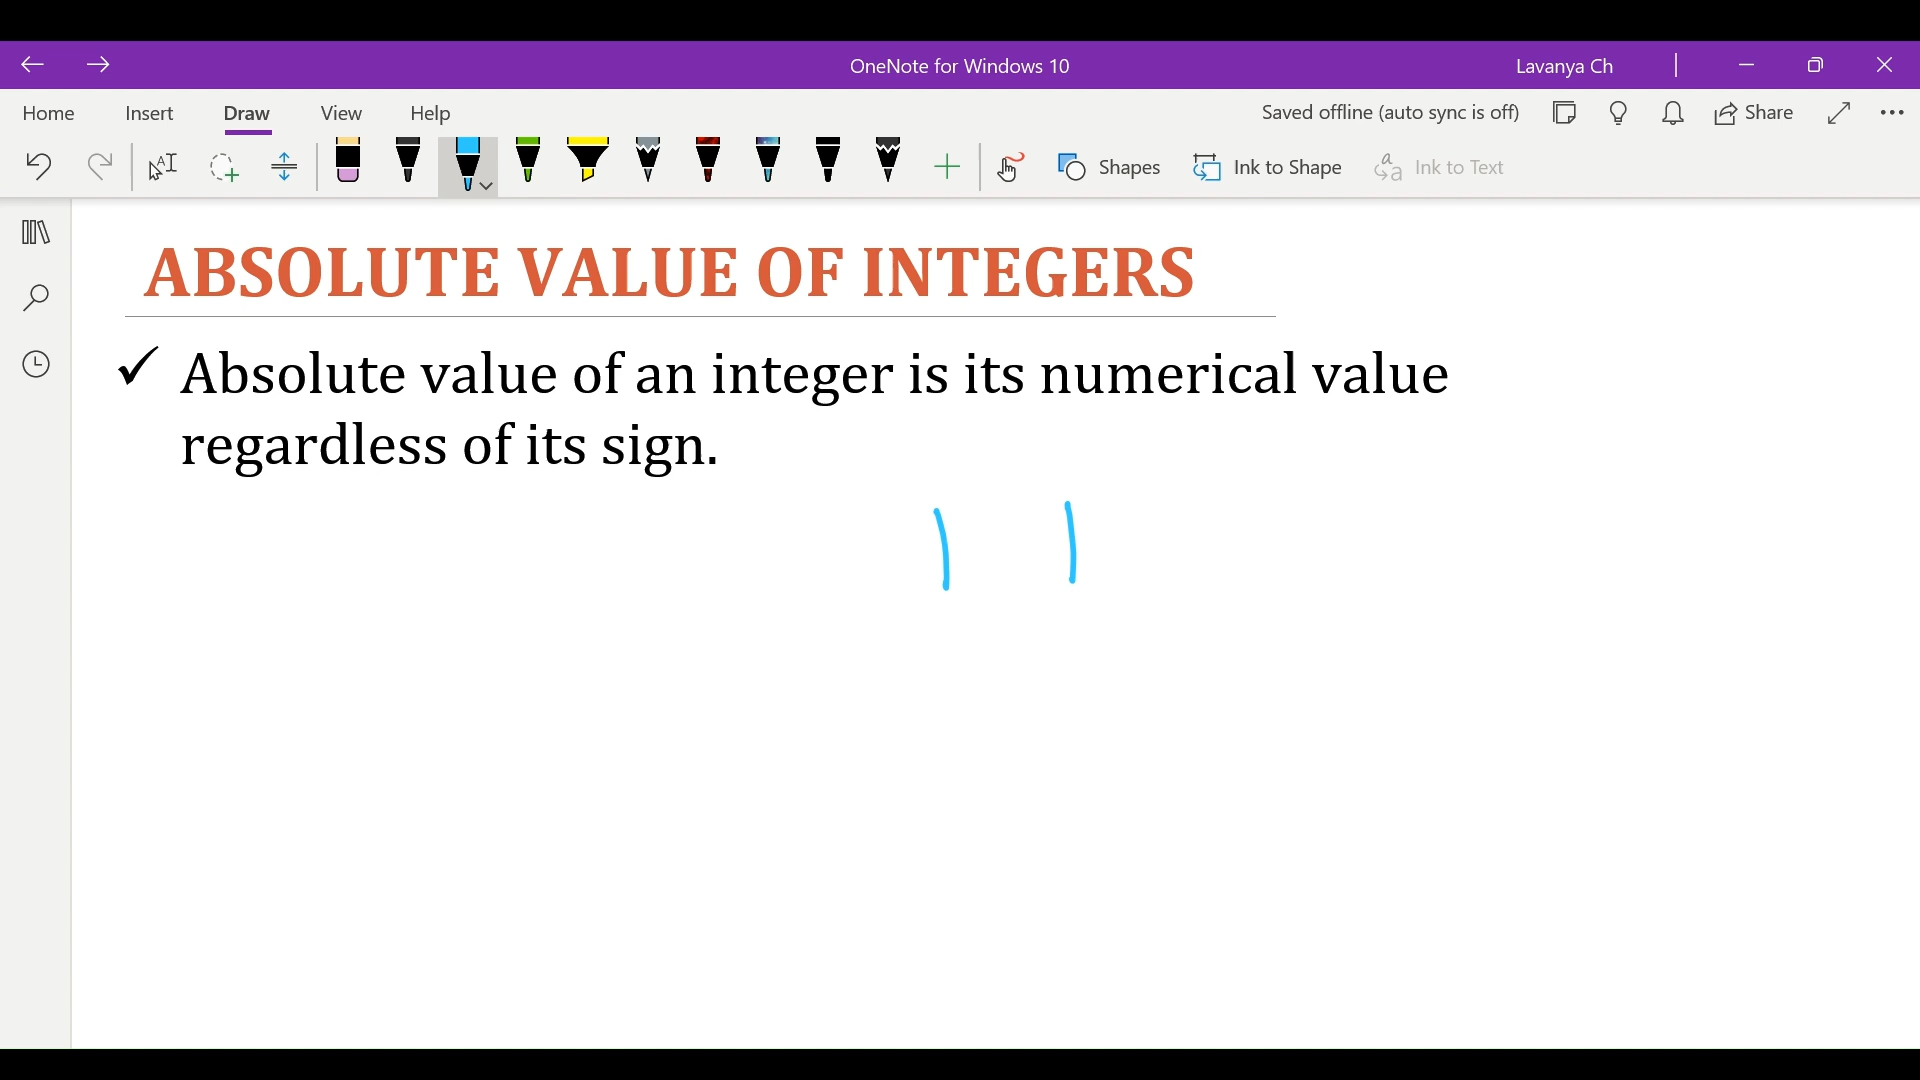 OneNote for Windows 10
Lavanya Ch
Home Insert Draw View Help
Saved offline (auto sync is off) Share
Shapes Ink to Shape Ink to Text
ABSOLUTE VALUE OF INTEGERS
✓ Absolute value of an integer is its numerical value
regardless of its sign.
| |